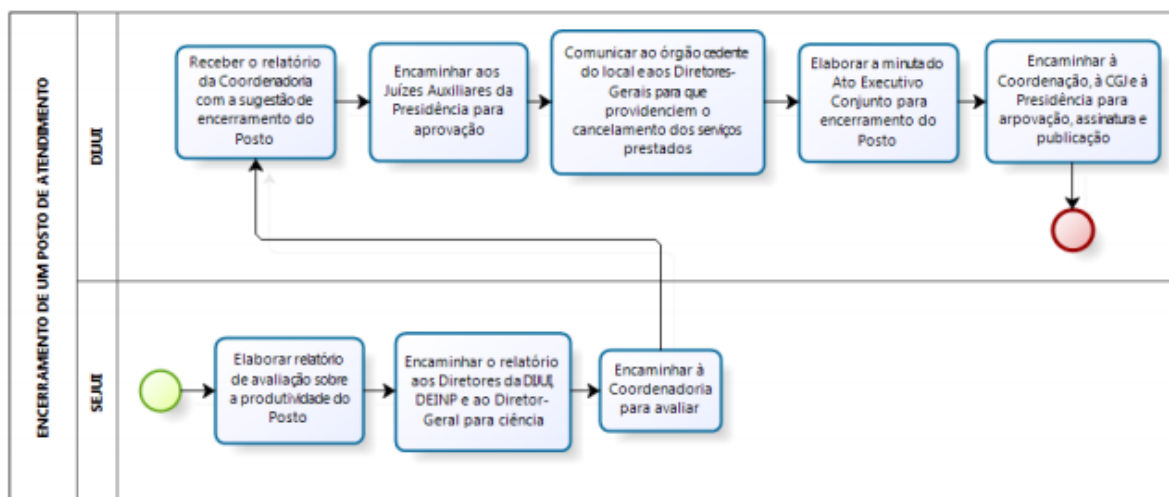 ENCERRAMENTO DE UM POSTO DE ATENDIMENTO
DIJUI
Receber o relatório
da Coordenadoria
com a sugestão de
encerramento do
Posto
Encaminhar aos
Juízes Auxiliares da
Presidência para
aprovação
Comunicar ao órgão cedente
do local e aos Diretores-
Gerais para que
providenciem o
cancelamento dos serviços
prestados
Elaborar a minuta do
Ato Executivo
Conjunto para
encerramento do
Posto
Encaminhar à
Coordenação, à CGJ e à
Presidência para
arpovação, assinatura e
publicação
SEJUI
Elaborar relatório
de avaliação sobre
a produtividade do
Posto
Encaminhar o relatório
aos Diretores da DIJUI,
DEINP e ao Diretor-
Geral para ciência
Encaminhar à
Coordenadoria
para avaliar